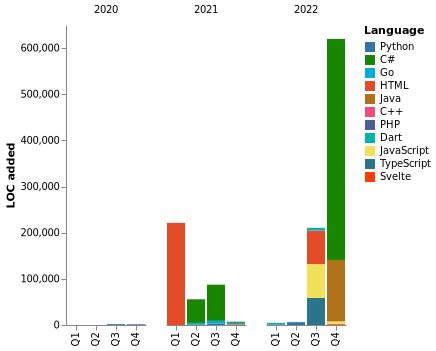 2020 2021 2022
Language
Python
C#
Go
HTML
Java
C++
PHP
Dart
JavaScript
TypeScript
Svelte
LOC added
600,000
500,000
400,000
300,000
200,000
100,000
0
Q1 Q2 Q3 Q4 Q1 Q2 Q3 Q4 Q1 Q2 Q3 Q4